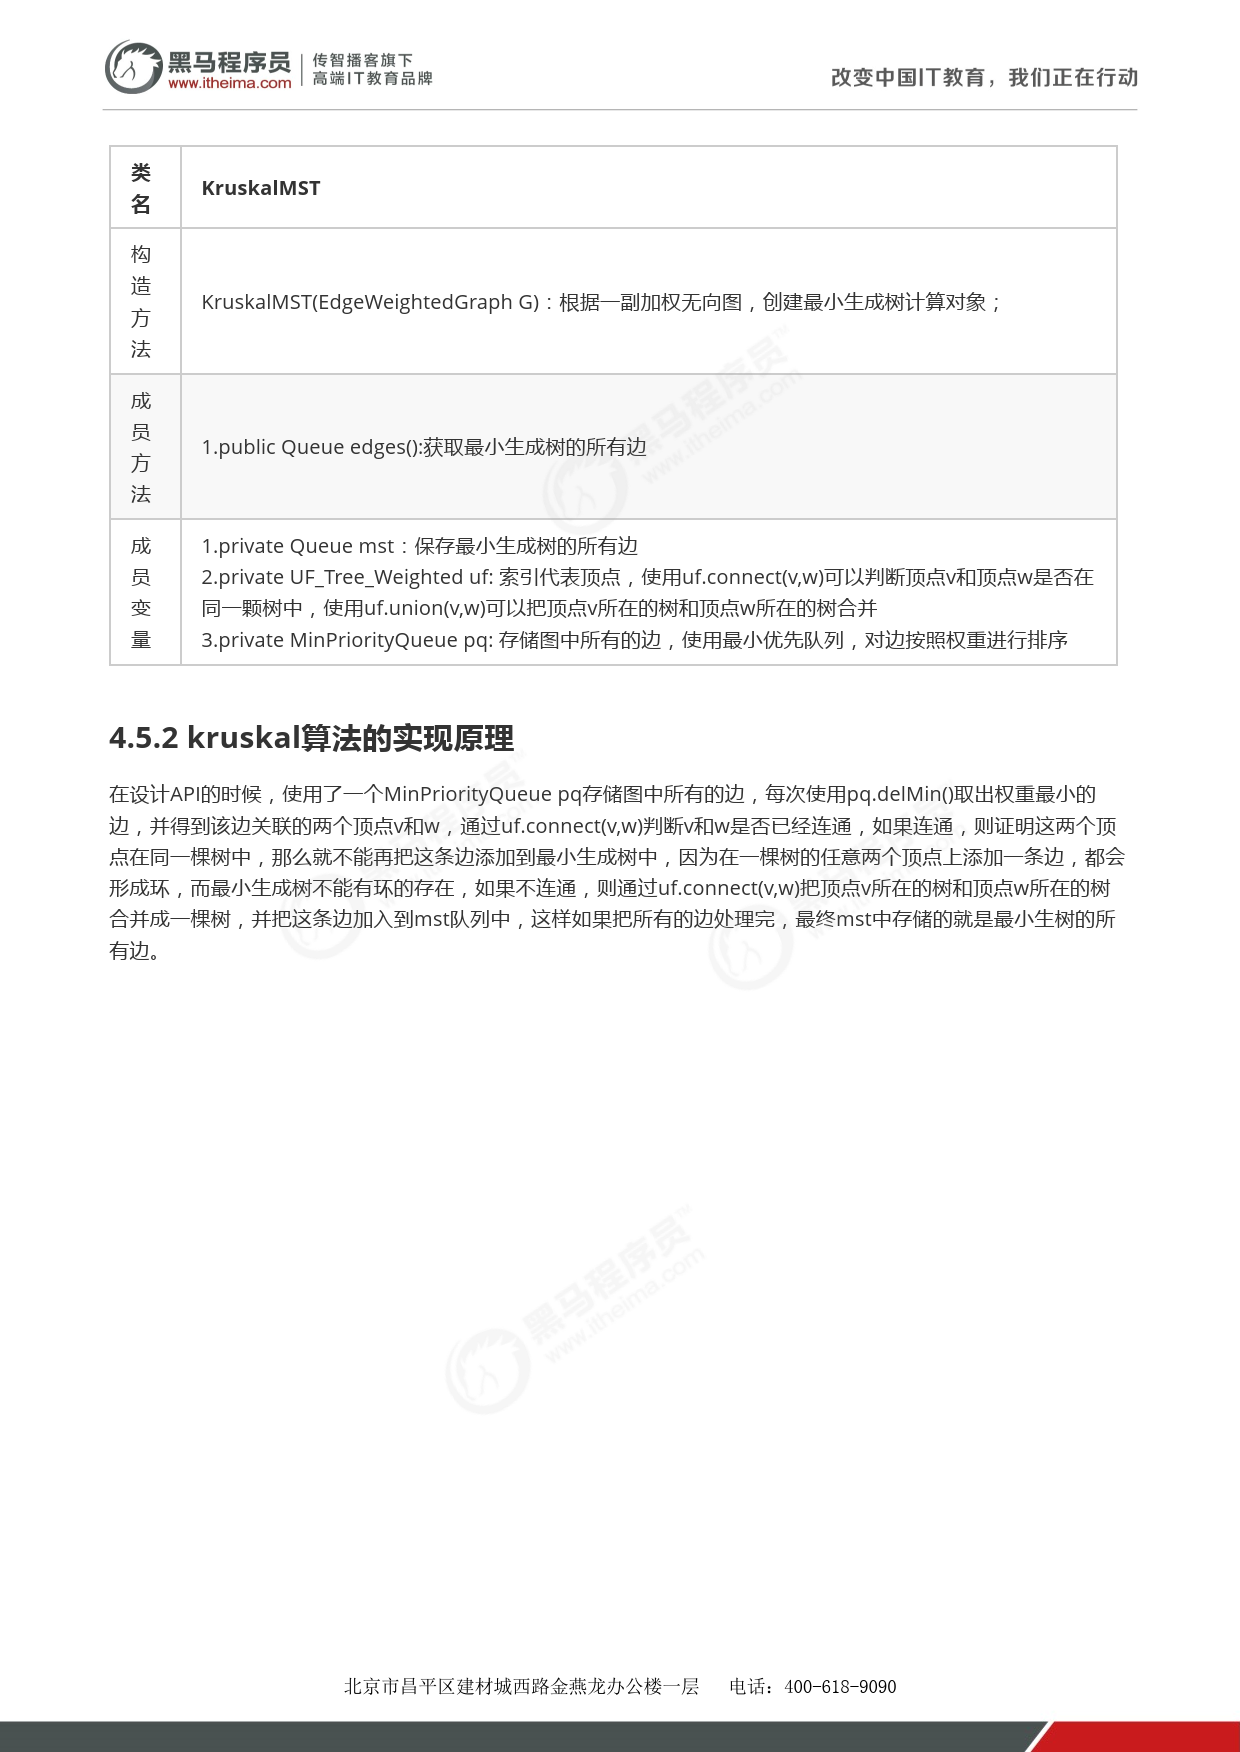 黑马程序员
www.itheima.com
传智播客旗下
高端IT教育品牌
改变中国IT教育，我们正在行动
类
名
KruskalMST
构
造
方
法
KruskalMST(EdgeWeightedGraph G)：根据一副加权无向图，创建最小生成树计算对象；
成
员
方
法
1.public Queue edges():获取最小生成树的所有边
成
员
变
量
1.private Queue mst：保存最小生成树的所有边
2.private UF_Tree_Weighted uf: 索引代表顶点，使用uf.connect(v,w)可以判断顶点v和顶点w是否在
同一颗树中，使用uf.union(v,w)可以把顶点v所在的树和顶点w所在的树合并
3.private MinPriorityQueue pq: 存储图中所有的边，使用最小优先队列，对边按照权重进行排序
4.5.2 kruskal算法的实现原理
在设计API的时候，使用了一个MinPriorityQueue pq存储图中所有的边，每次使用pq.delMin()取出权重最小的
边，并得到该边关联的两个顶点v和w，通过uf.connect(v,w)判断v和w是否已经连通，如果连通，则证明这两个顶
点在同一棵树中，那么就不能再把这条边添加到最小生成树中，因为在一棵树的任意两个顶点上添加一条边，都会
形成环，而最小生成树不能有环的存在，如果不连通，则通过uf.connect(v,w)把顶点v所在的树和顶点w所在的树
合并成一棵树，并把这条边加入到mst队列中，这样如果把所有的边处理完，最终mst中存储的就是最小生树的所
有边。
黑马程序员™
www.itheima.com
黑马程序员™
www.itheima.com
北京市昌平区建材城西路金燕龙办公楼一层 电话：400-618-9090